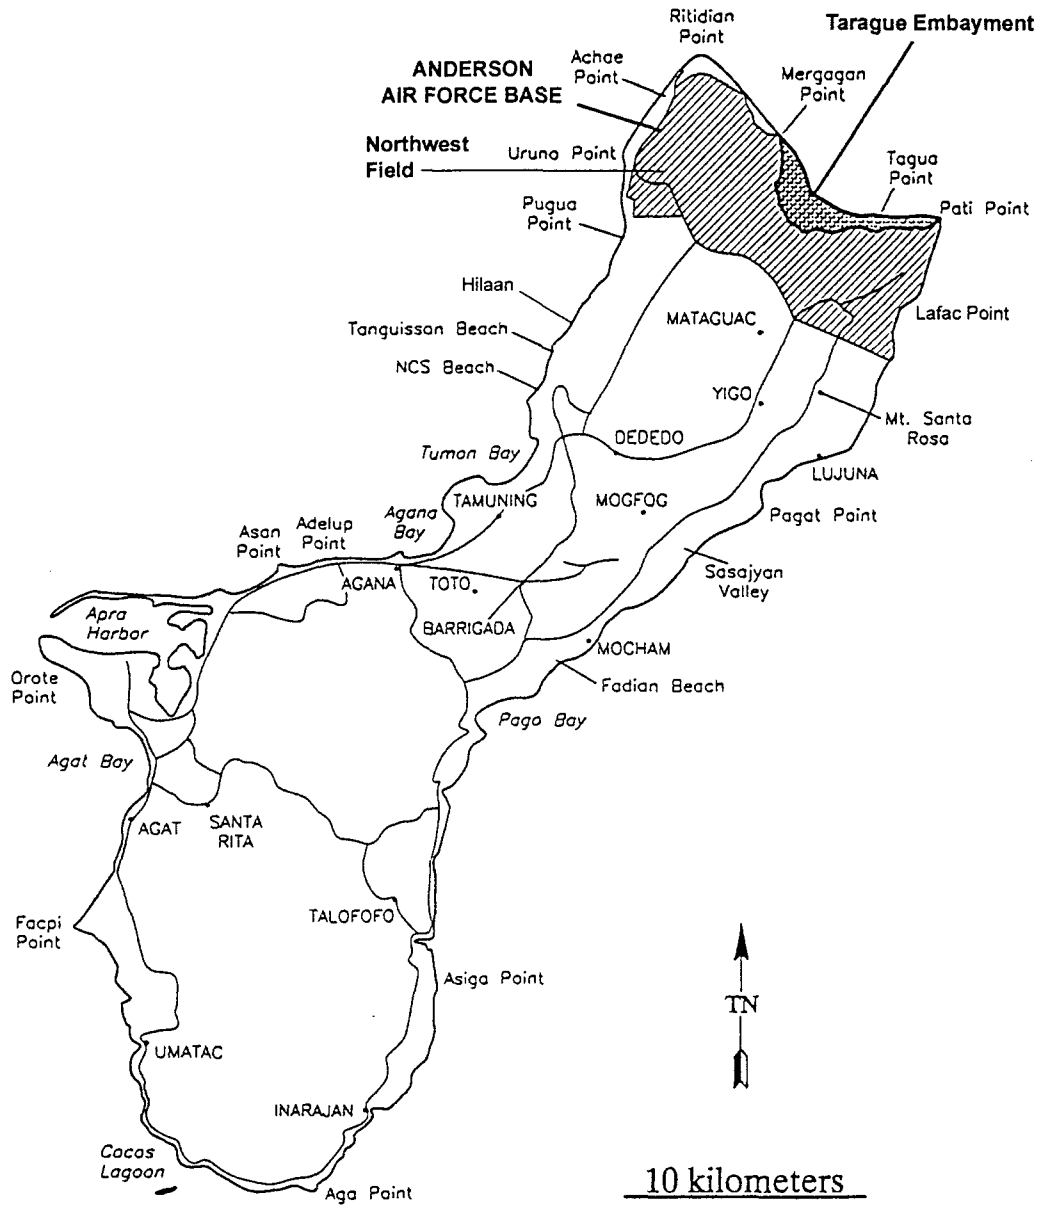 Ritidian
Point
Tarague Embayment
Achae
Point
ANDERSON
AIR FORCE BASE
Mergagan
Point
Northwest
Field
Uruno Point
Tagua
Point
Pati Point
Pugua
Point
Hilaan
Lafac Point
MATAGUAC
Tanguisson Beach
NCS Beach
YIGO
Mt. Santa
Rosa
DEDEDO
Tumon Bay
LUJUNA
TAMUNING
MOGFOG
Agana
Bay
Pagat Point
Adelup
Point
Asan
Point
Sasajyan
Valley
AGANA
TOTO
Apra
Harbor
BARRIGADA
MOCHAM
Orote
Point
Fadian Beach
Pago Bay
Agat Bay
AGAT
SANTA
RITA
TALOFOFO
Facpi
Point
Asiga Point
TN
UMATAC
INARAJAN
Cocos
Lagoon
Aga Point
10 kilometers